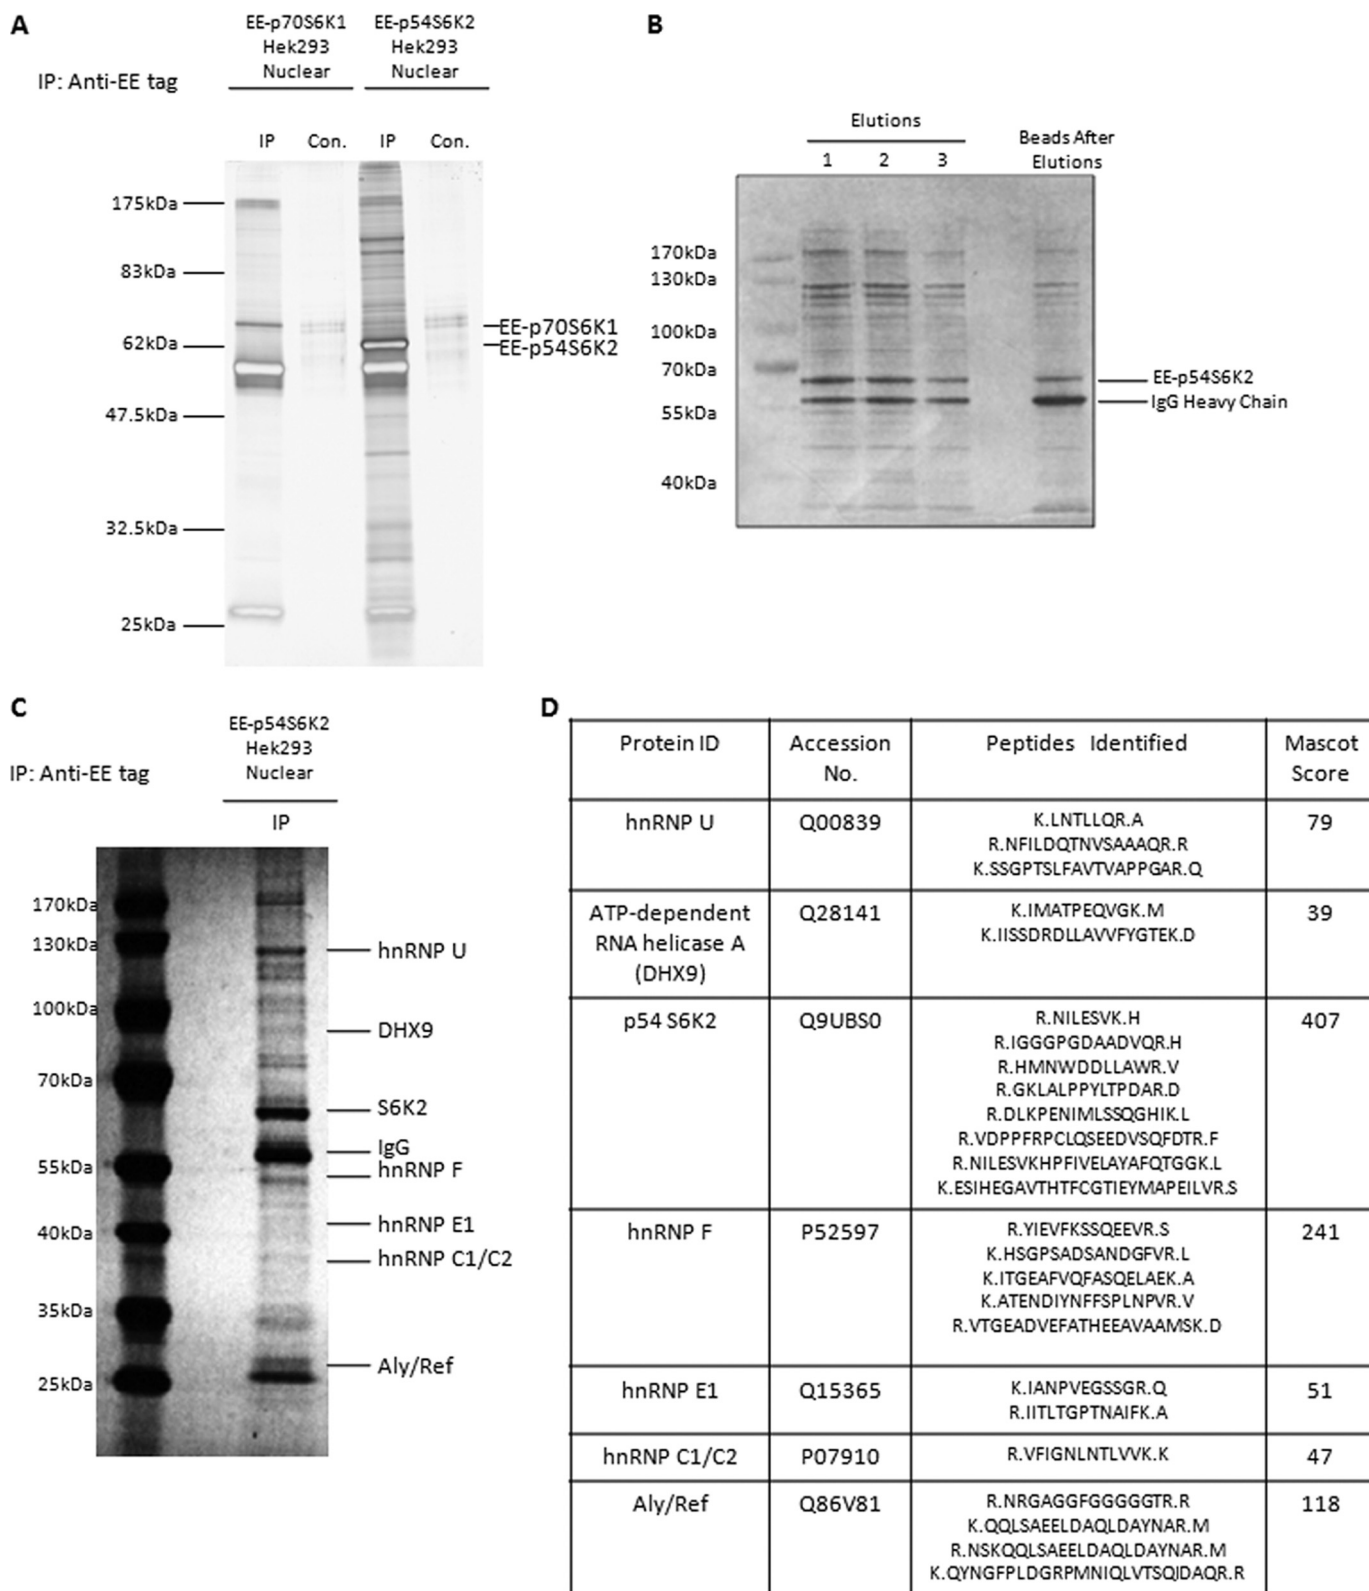 A
EE-p70S6K1 EE-p54S6K2
Hek293 Hek293
Nuclear Nuclear
IP: Anti-EE tag
IP Con. IP Con.
175kDa
83kDa
62kDa
47.5kDa
32.5kDa
25kDa
EE-p70S6K1
EE-p54S6K2
B
Elutions
1 2 3
Beads After
Elutions
170kDa
130kDa
100kDa
70kDa
55kDa
40kDa
EE-p54S6K2
IgG Heavy Chain
C
EE-p54S6K2
Hek293
Nuclear
IP: Anti-EE tag
IP
170kDa
130kDa
100kDa
70kDa
55kDa
40kDa
35kDa
25kDa
hnRNP U
DHX9
S6K2
IgG
hnRNP F
hnRNP E1
hnRNP C1/C2
Aly/Ref
D
Protein ID Accession No. Peptides Identified Mascot Score
hnRNP U Q00839 K.LNTLLQR.A 79
R.NFILDQTNVSAAAQR.R
K.SSGPTSLFAVTVAPPGAR.Q
ATP-dependent Q28141 K.IMATPEQVGK.M 39
RNA helicase A K.IISSDRDLLAVVFYGTEK.D
(DHX9)
p54 S6K2 Q9UBS0 R.NILESVK.H 407
R.IGGGPGDAADVQR.H
R.HMNWDDLLAWR.V
R.GKLALPPYLTPDAR.D
R.DLKPENIMLSSQGHIK.L
R.VDPPFRPCLQSEEDVSQFDTR.F
R.NILESVKHPFIVELAYAFQTGGK.L
K.ESIHEGAVTHTFCGTIEYMAPEILVR.S
hnRNP F P52597 R.YIEVFKSSQEEVR.S 241
K.HSGPSADSANDGFVR.L
K.ITGEAFVQFASQELAEK.A
K.ATENDIYNFFSPLNPVR.V
R.VTGEADVEFATHEEAVAAMSK.D
hnRNP E1 Q15365 K.IANPVEGSSGR.Q 51
R.IITLTGPTNAIFK.A
hnRNP C1/C2 P07910 R.VFIGNLNTLVVK.K 47
Aly/Ref Q86V81 R.NRGAGGFGGGGGTR.R 118
K.QQLSAEELDAQLDAYNAR.M
R.NSKQQLSAEELDAQLDAYNAR.M
K.QYNGFPLDGRPMNIQLVTSQIDAQR.R